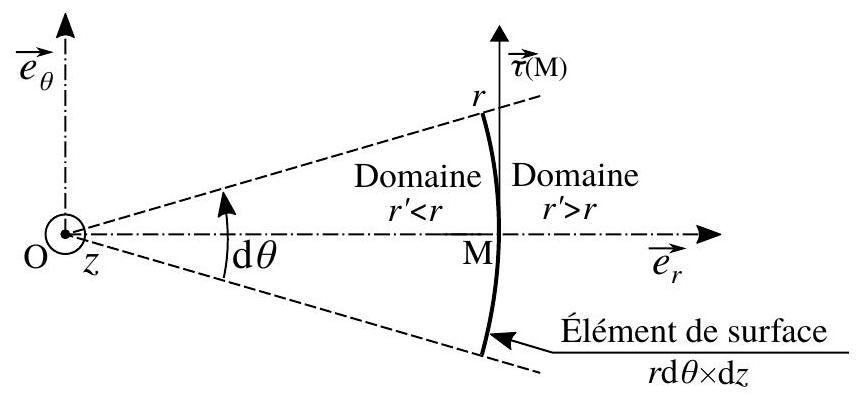 e_θ
τ(M)
r
Domaine
r'<r
Domaine
r'>r
dθ
O
z
M
e_r
Élément de surface
rdθ×dz